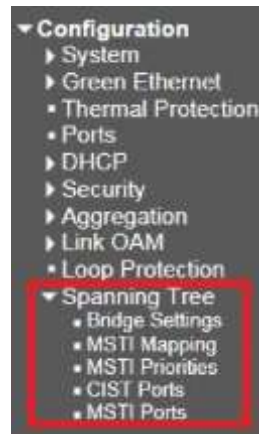 Configuration
System
Green Ethernet
Thermal Protection
Ports
DHCP
Security
Aggregation
Link OAM
Loop Protection
Spanning Tree
Bridge Settings
MSTI Mapping
MSTI Priorities
CIST Ports
MSTI Ports